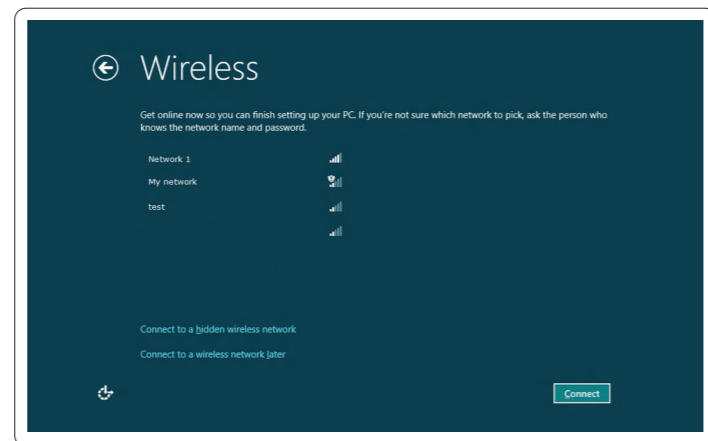 Wireless
Get online now so you can finish setting up your PC. If you're not sure which network to pick, ask the person who
knows the network name and password.
Network 1
My network
test
Connect to a hidden wireless network
Connect to a wireless network later
Connect